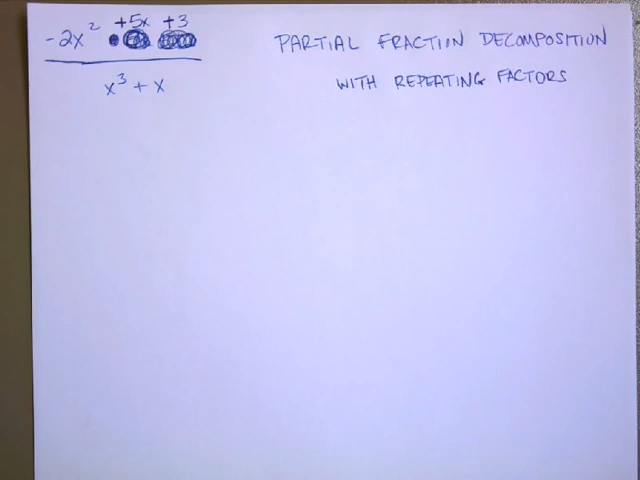 -2x² +5x +3
x³ + x
PARTIAL FRACTION DECOMPOSITION
WITH REPEATING FACTORS